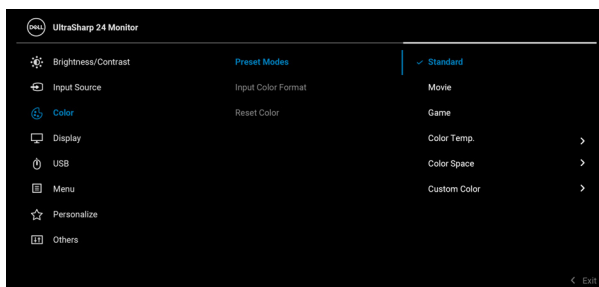 DELL UltraSharp 24 Monitor
Brightness/Contrast Preset Modes Standard
Input Source Input Color Format Movie
Color Reset Color Game
Display Color Temp.
USB Color Space
Menu Custom Color
Personalize
Others
Exit